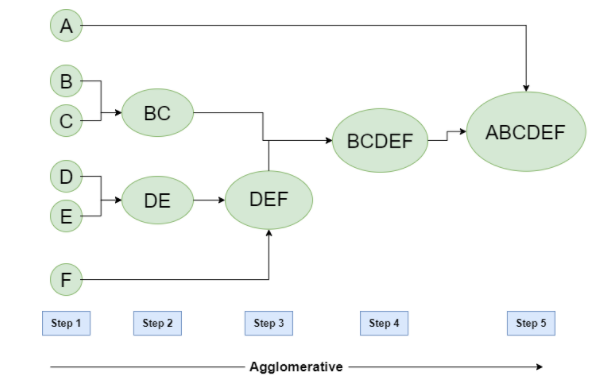 A
B
C
BC
D
E
DE
DEF
F
BCDEF
ABCDEF
Step 1
Step 2
Step 3
Step 4
Step 5
Agglomerative